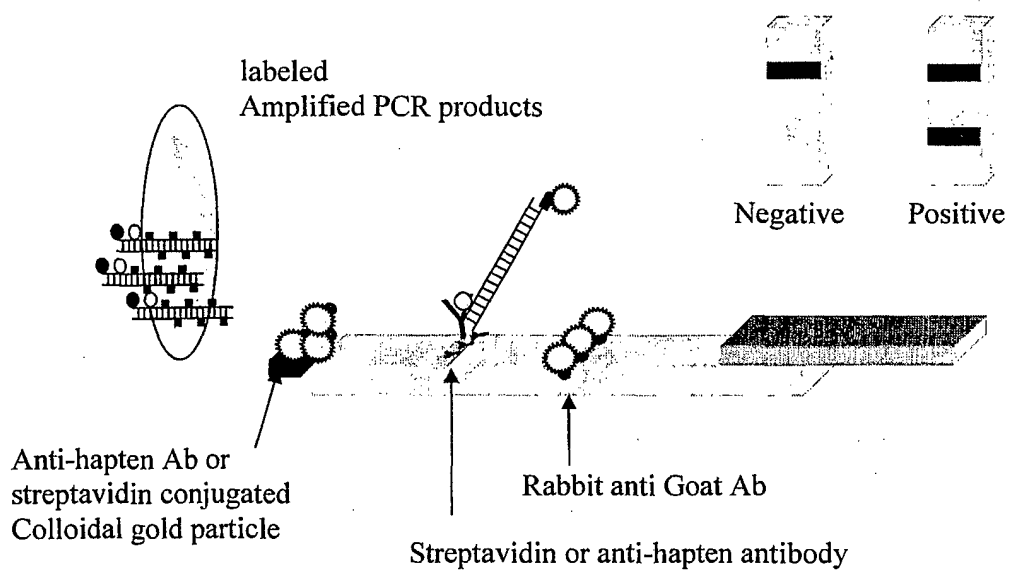 labeled
Amplified PCR products
Negative
Positive
Anti-hapten Ab or
streptavidin conjugated
Colloidal gold particle
Rabbit anti Goat Ab
Streptavidin or anti-hapten antibody